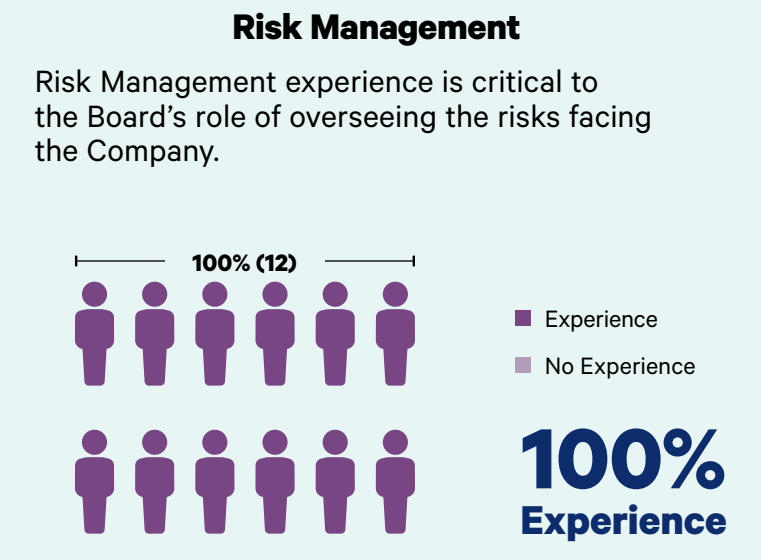 Risk Management
Risk Management experience is critical to
the Board’s role of overseeing the risks facing
the Company.
100% (12)
Experience
No Experience
100%
Experience